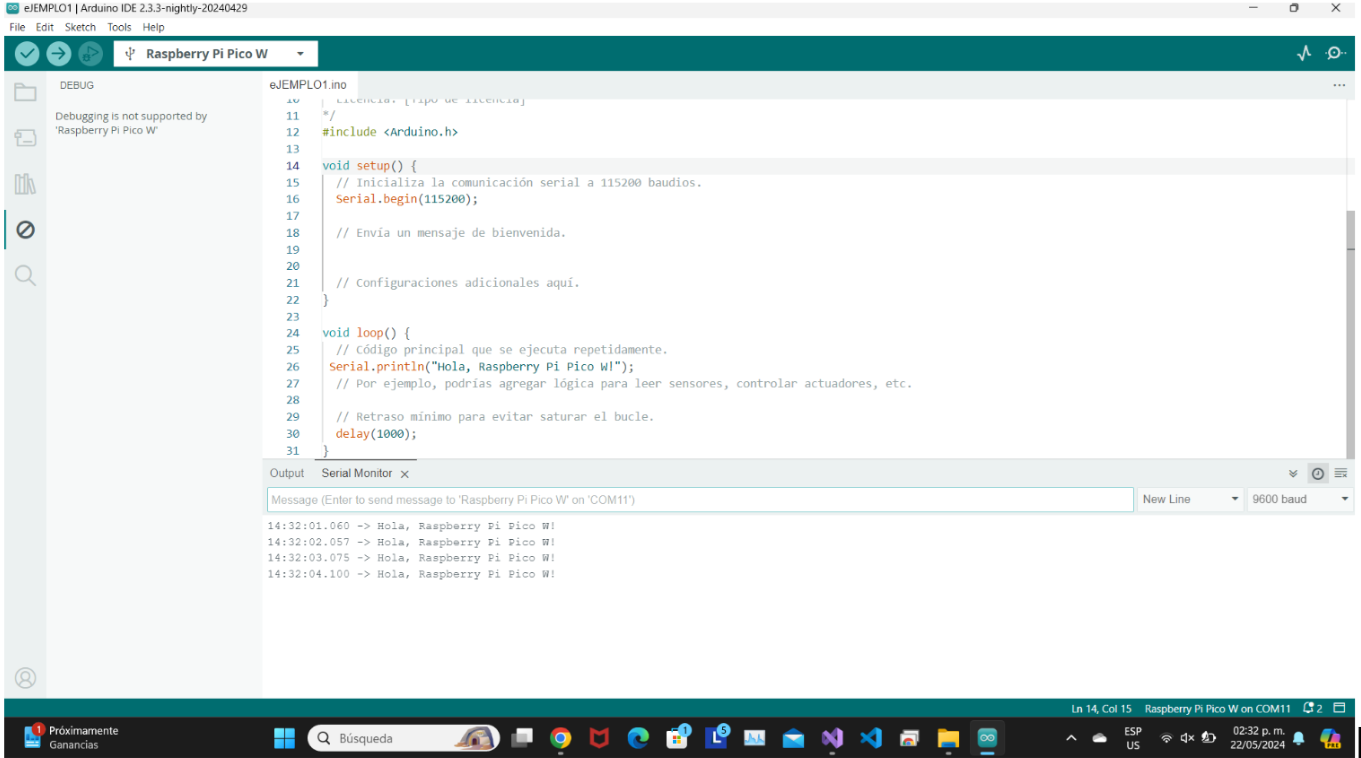 eJEMPLO1 | Arduino IDE 2.3.3-nightly-20240429
File Edit Sketch Tools Help
Raspberry Pi Pico W
DEBUG
Debugging is not supported by
'Raspberry Pi Pico W'
eJEMPLO1.ino
10 Licencia: [Tipo de licencia]
11 */
12 #include <Arduino.h>
13
14 void setup() {
15 // Inicializa la comunicación serial a 115200 baudios.
16 Serial.begin(115200);
17
18 // Envía un mensaje de bienvenida.
19
20
21 // Configuraciones adicionales aquí.
22 }
23
24 void loop() {
25 // Código principal que se ejecuta repetidamente.
26 Serial.println("Hola, Raspberry Pi Pico W!");
27 // Por ejemplo, podrías agregar lógica para leer sensores, controlar actuadores, etc.
28
29 // Retraso mínimo para evitar saturar el bucle.
30 delay(1000);
31 }
Output Serial Monitor
Message (Enter to send message to 'Raspberry Pi Pico W' on 'COM11') New Line 9600 baud
14:32:01.060 -> Hola, Raspberry Pi Pico W!
14:32:02.057 -> Hola, Raspberry Pi Pico W!
14:32:03.075 -> Hola, Raspberry Pi Pico W!
14:32:04.100 -> Hola, Raspberry Pi Pico W!
Ln 14, Col 15 Raspberry Pi Pico W on COM11 2
1 Próximamente
Ganancias
Búsqueda
8
L 5
ESP
US
02:32 p. m.
22/05/2024